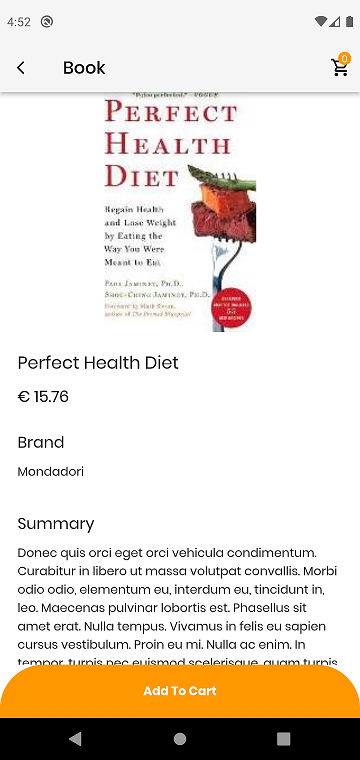 4:52
Book
0
"Pulse perfected." -VOGUE
PERFECT
HEALTH
DIET
Regain Health
and Lose Weight
by Eating the
Way You Were
Meant to Eat
PAUL JAMINET, PH.D.
SHOU-CHING JAMINET, PH.D.
Foreword by Mark Sisson,
author of The Primal Blueprint
Perfect Health Diet
€ 15.76
Brand
Mondadori
Summary
Donec quis orci eget orci vehicula condimentum.
Curabitur in libero ut massa volutpat convallis. Morbi
odio odio, elementum eu, interdum eu, tincidunt in,
leo. Maecenas pulvinar lobortis est. Phasellus sit
amet erat. Nulla tempus. Vivamus in felis eu sapien
cursus vestibulum. Proin eu mi. Nulla ac enim. In
tempor, turpis nec euismod scelerisque, quam turpis
Add To Cart